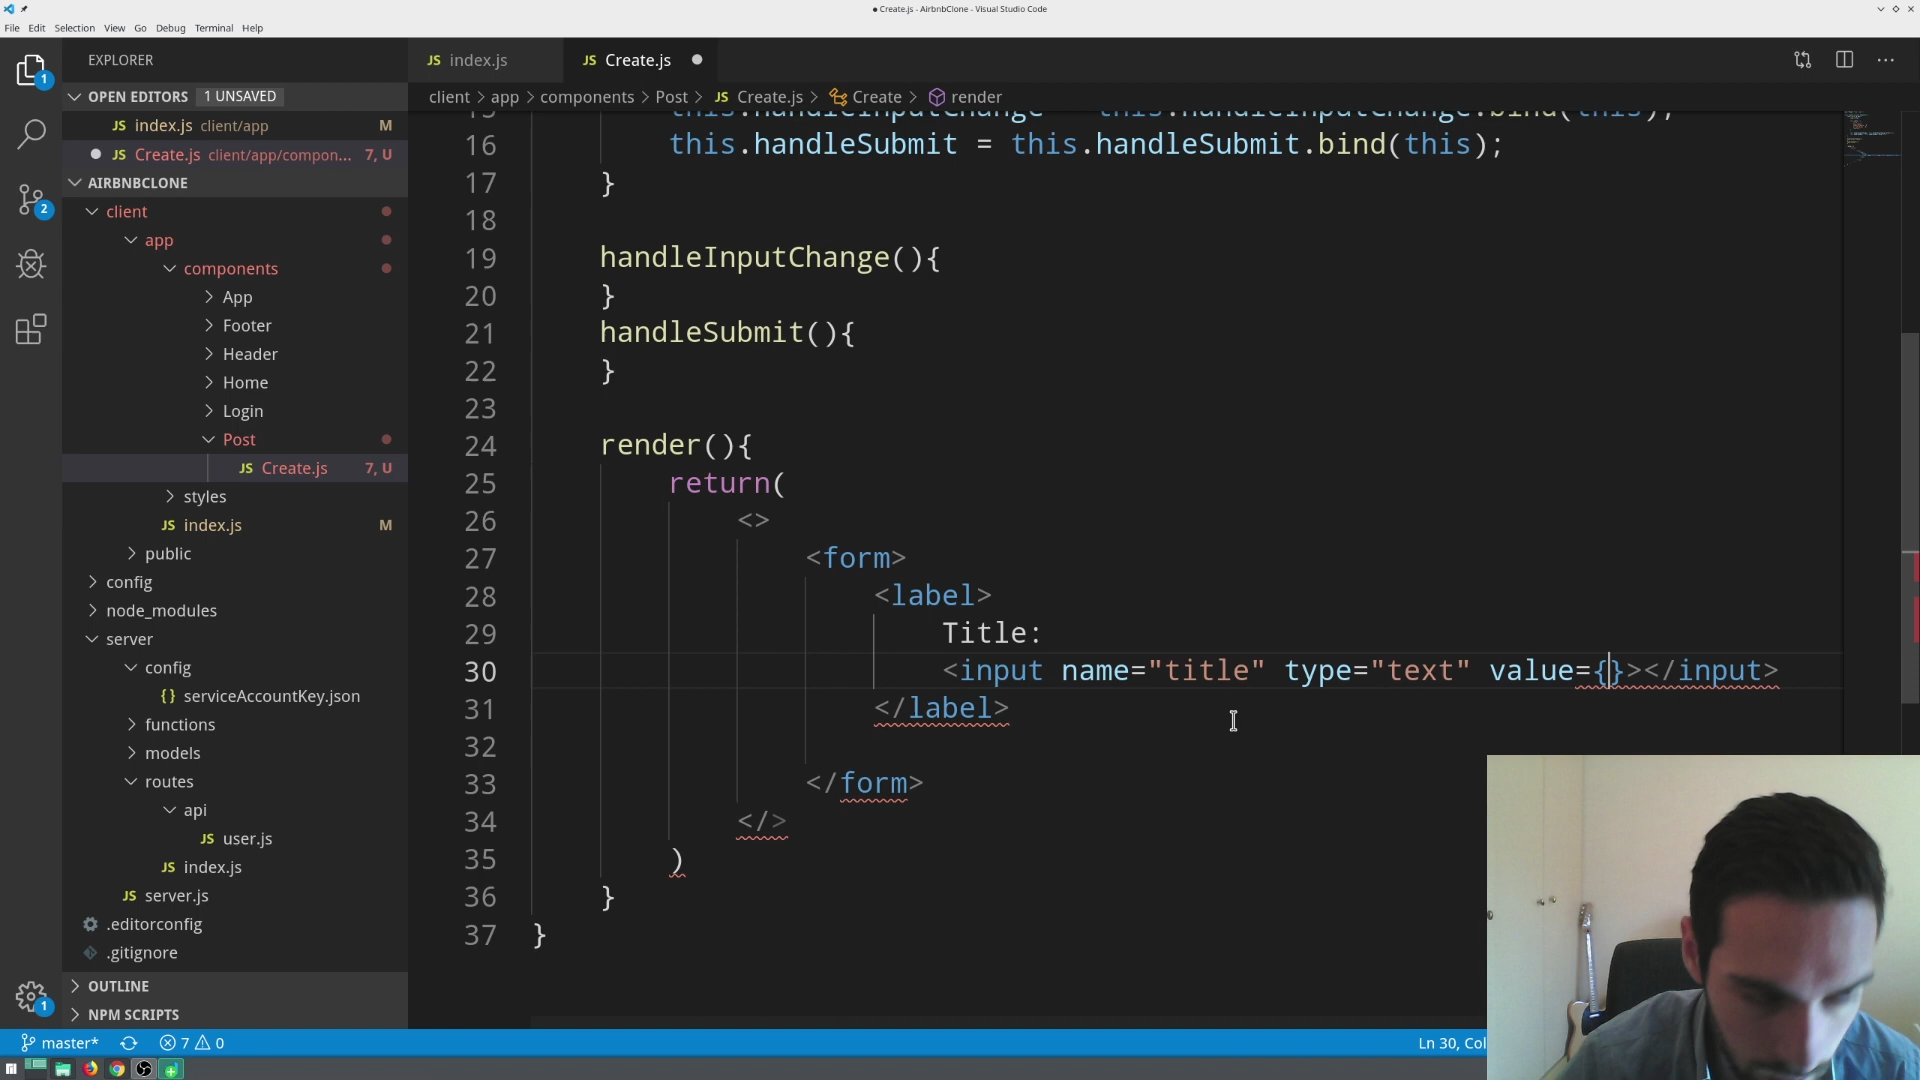 Create.js - AirbnbClone - Visual Studio Code
File Edit Selection View Go Debug Terminal Help
1
2
1
EXPLORER
OPEN EDITORS 1 UNSAVED
JS index.js client/app M
JS Create.js client/app/compon... 7, U
AIRBNBCLONE
client
app
components
App
Footer
Header
Home
Login
Post
JS Create.js 7, U
styles
JS index.js M
public
config
node_modules
server
config
{} serviceAccountKey.json
functions
models
routes
api
JS user.js
JS index.js
JS server.js
.editorconfig
.gitignore
OUTLINE
NPM SCRIPTS
JS index.js
JS Create.js
client > app > components > Post > JS Create.js > Create > render
15 this.handleInputChange = this.handleInputChange.bind(this);
16 this.handleSubmit = this.handleSubmit.bind(this);
17 }
18
19 handleInputChange(){
20 }
21 handleSubmit(){
22 }
23
24 render(){
25 return(
26 <>
27 <form>
28 <label>
29 Title:
30 <input name="title" type="text" value={}></input>
31 </label>
32
33 </form>
34 </>
35 )
36 }
37 }
master* 7 0
Ln 30, Col